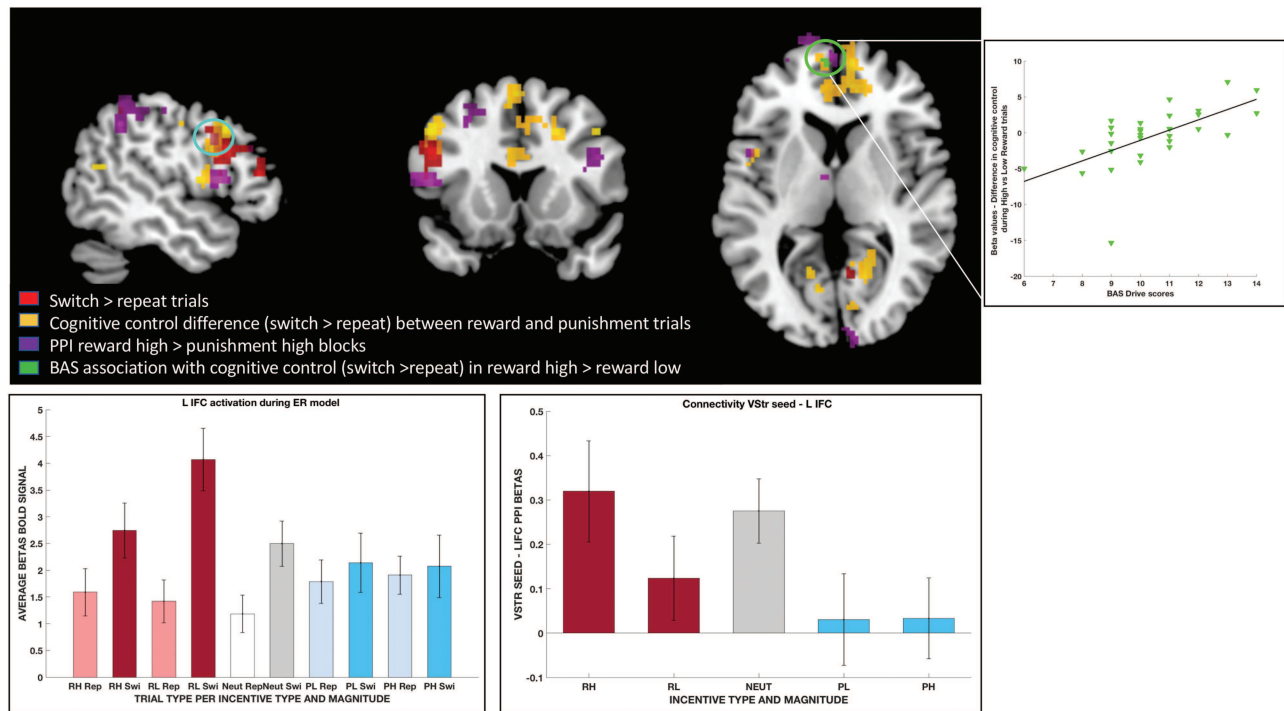 Switch > repeat trials
Cognitive control difference (switch > repeat) between reward and punishment trials
PPI reward high > punishment high blocks
BAS association with cognitive control (switch >repeat) in reward high > reward low
Beta values - Difference in cognitive control
during High vs Low Reward trials
10
5
0
-5
-10
-15
-20
6 7 8 9 10 11 12 13 14
BAS Drive scores
L IFC activation during ER model
AVERAGE BETAS BOLD SIGNAL
5
4.5
4
3.5
3
2.5
2
1.5
1
0.5
0
RH Rep RH Swi RL Rep RL Swi Neut Rep Neut Swi PL Rep PL Swi PH Rep PH Swi
TRIAL TYPE PER INCENTIVE TYPE AND MAGNITUDE
Connectivity VStr seed - L IFC
VSTR SEED - LIFC PPI BETAS
0.5
0.4
0.3
0.2
0.1
0
-0.1
RH RL NEUT PL PH
INCENTIVE TYPE AND MAGNITUDE